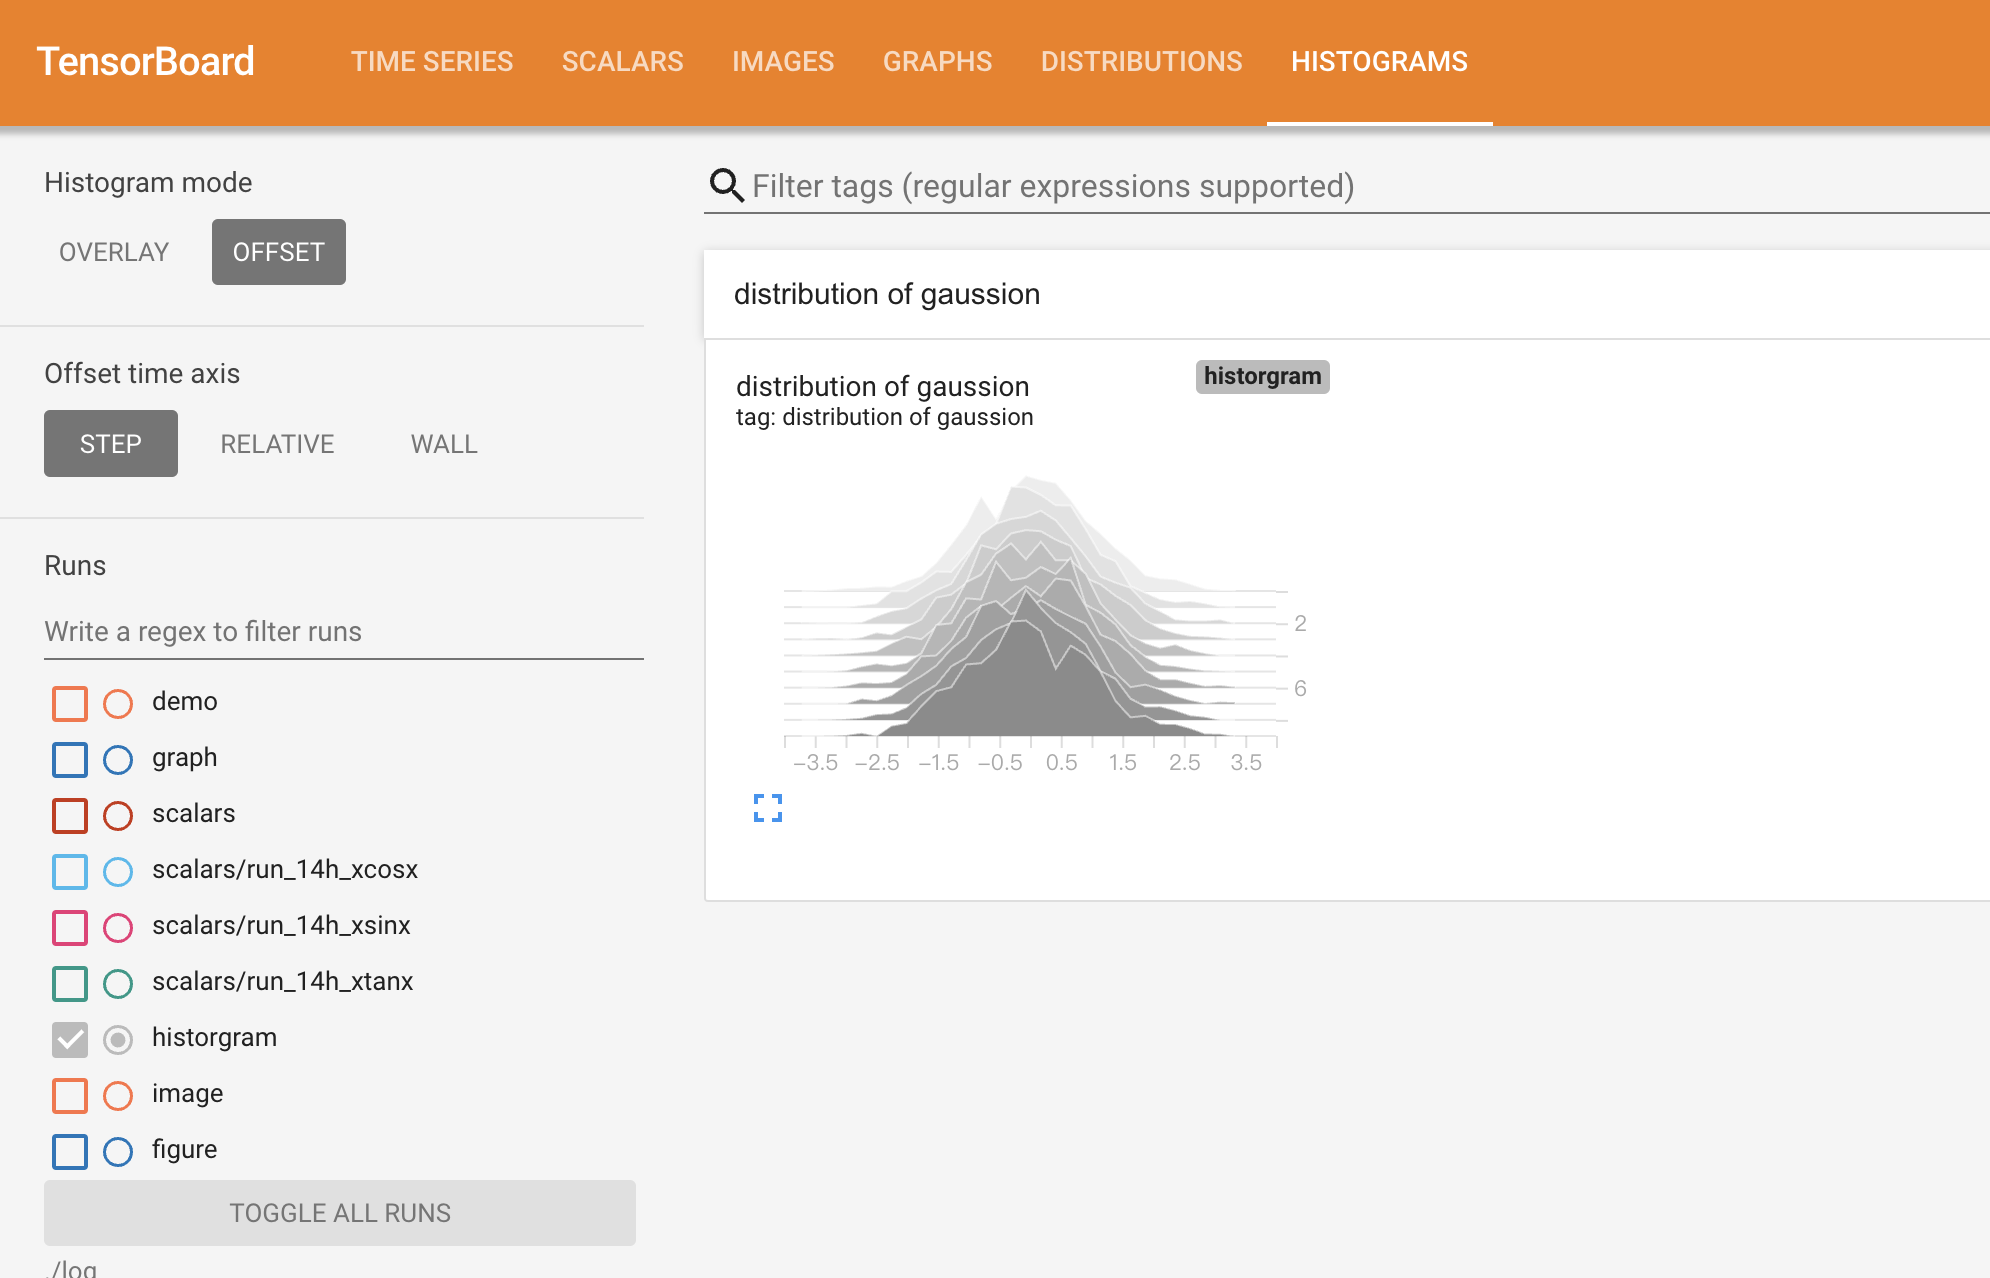 TensorBoard TIME SERIES SCALARS IMAGES GRAPHS DISTRIBUTIONS HISTOGRAMS
Histogram mode
OVERLAY OFFSET
Offset time axis
STEP RELATIVE WALL
Runs
Write a regex to filter runs
demo
graph
scalars
scalars/run_14h_xcosx
scalars/run_14h_xsinx
scalars/run_14h_xtanx
historgram
image
figure
TOGGLE ALL RUNS
./log
Filter tags (regular expressions supported)
distribution of gaussion
distribution of gaussion
historgram
tag: distribution of gaussion
2
6
−3.5 −2.5 −1.5 −0.5 0.5 1.5 2.5 3.5